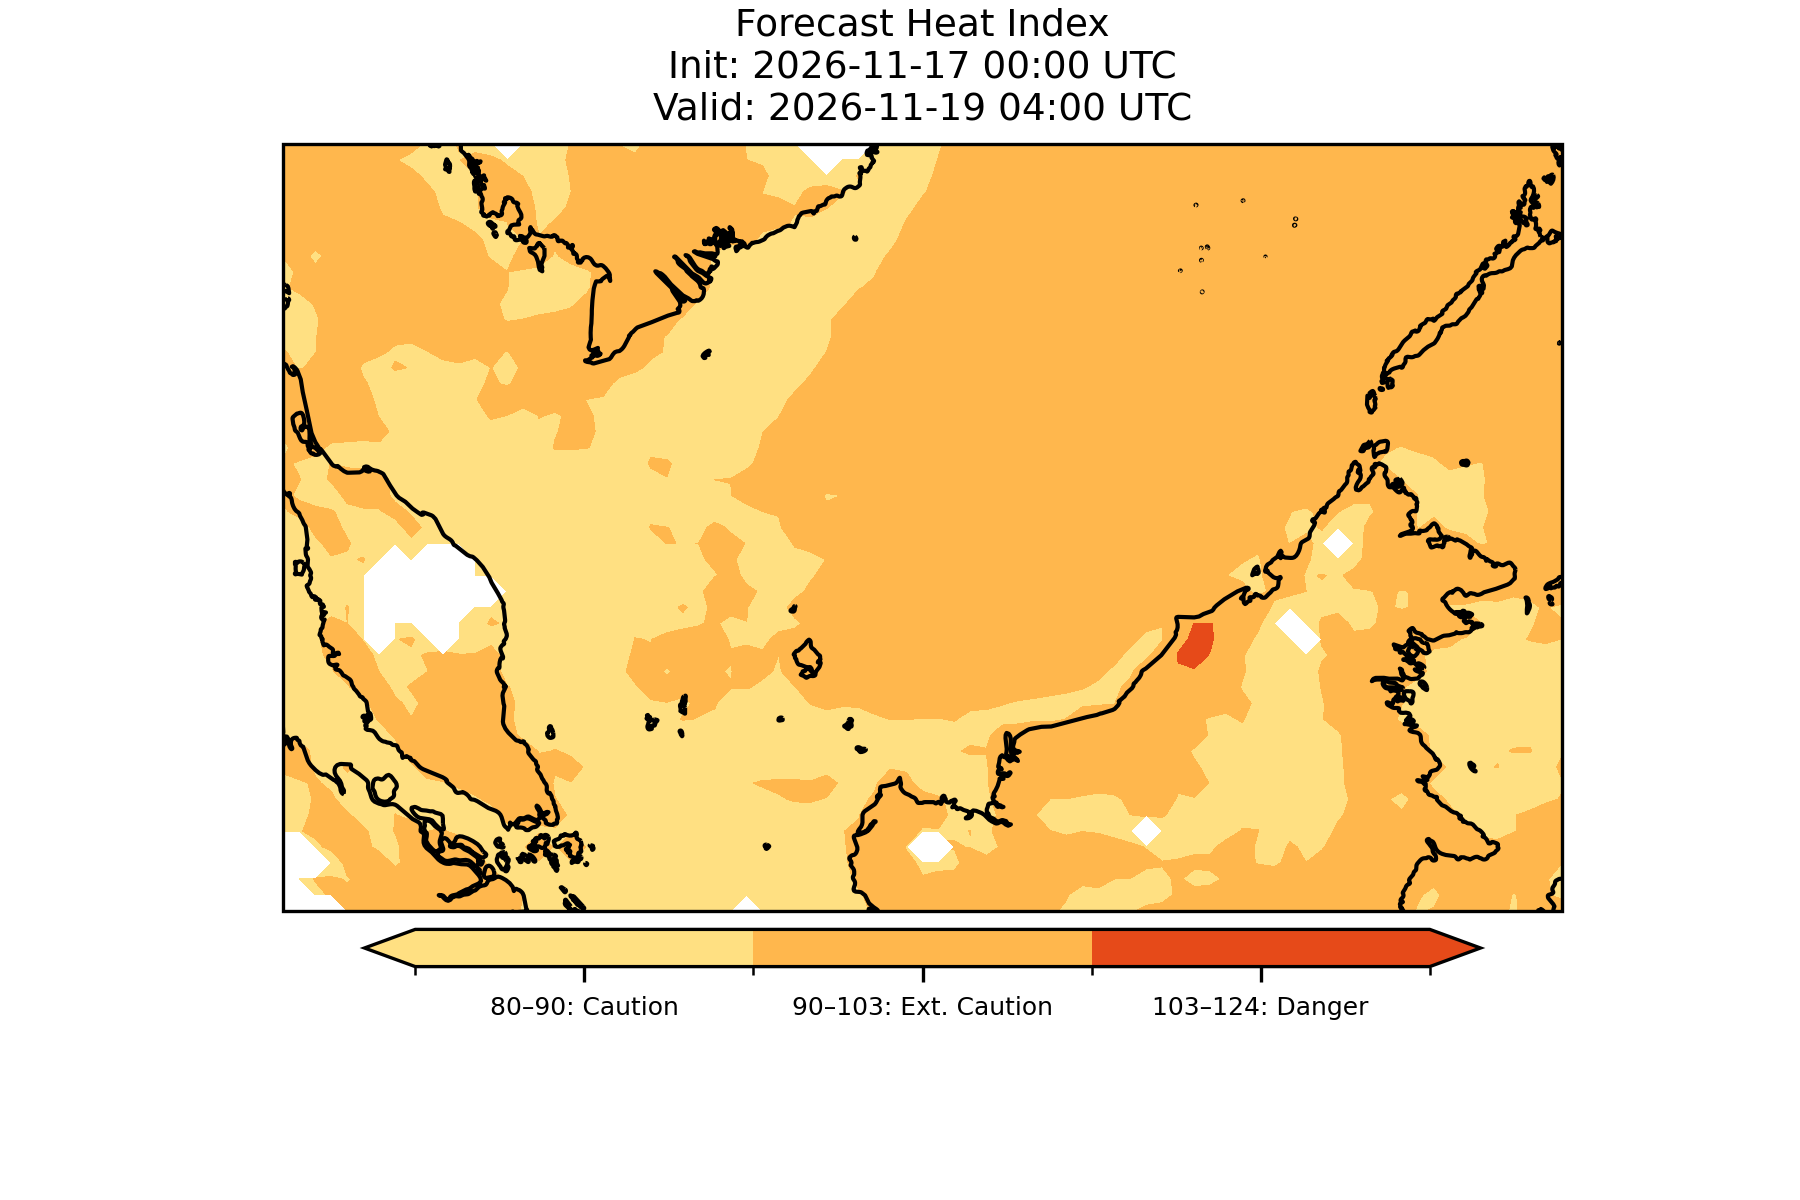 Forecast Heat Index
Init: 2026-11-17 00:00 UTC
Valid: 2026-11-19 04:00 UTC
80–90: Caution
90–103: Ext. Caution
103–124: Danger